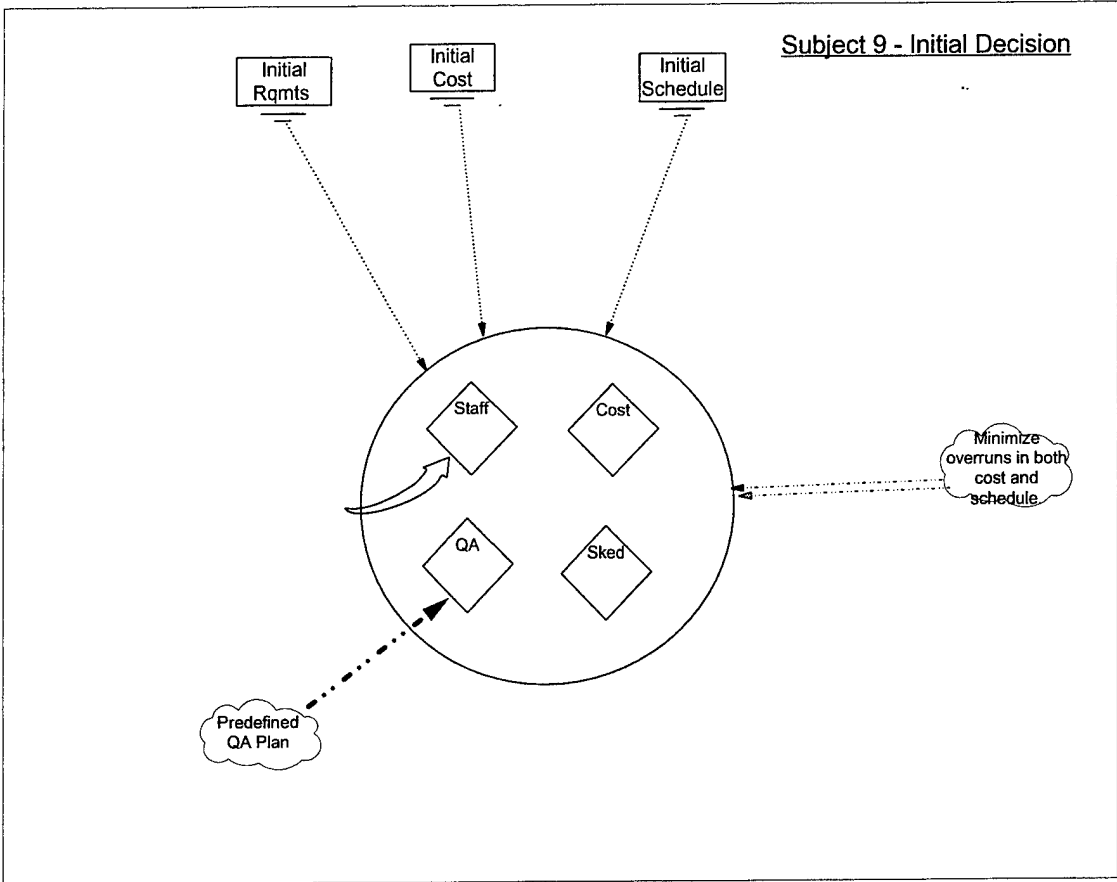 Subject 9 - Initial Decision
Initial
Rqmts
Initial
Cost
Initial
Schedule
Staff
Cost
Minimize
overruns in both
cost and
schedule
QA
Sked
Predefined
QA Plan